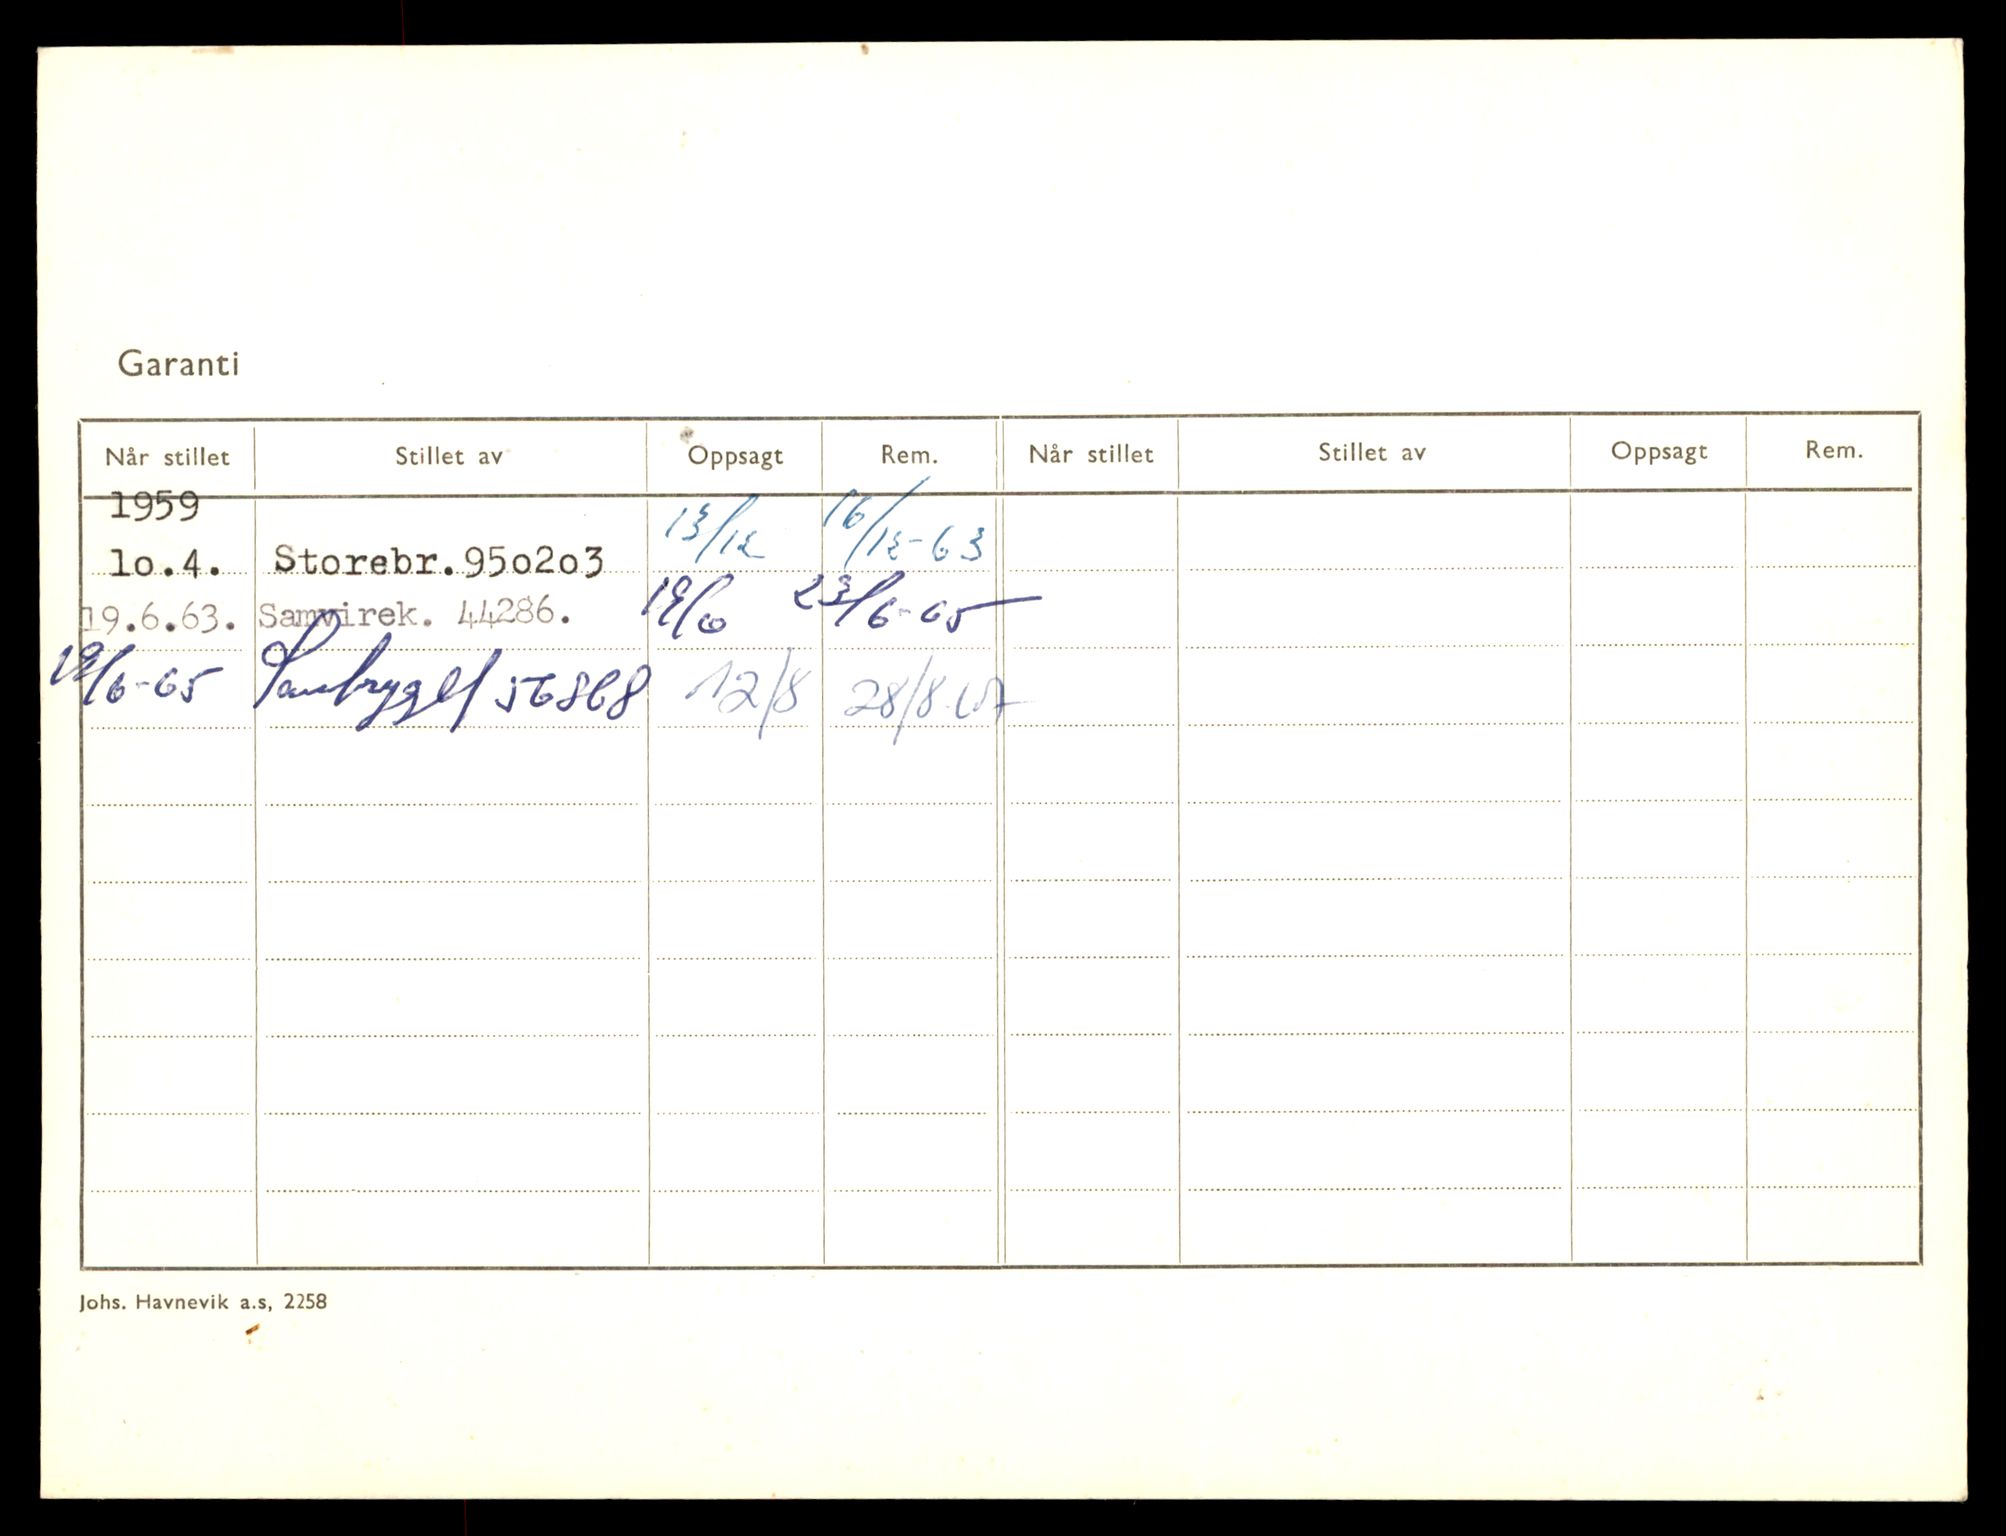 Garanti
Når stillet Stillet av Oppsagt Rem. Når stillet Stillet av Oppsagt Rem.
1959
lo.4. Storebr.95o2o3 13/12 16/12-63
19.6.63. Samvirek. 44286. 19/6 23/6-65
19/6-65 56868 12/8 28/8
Johs. Havnevik a.s, 2258